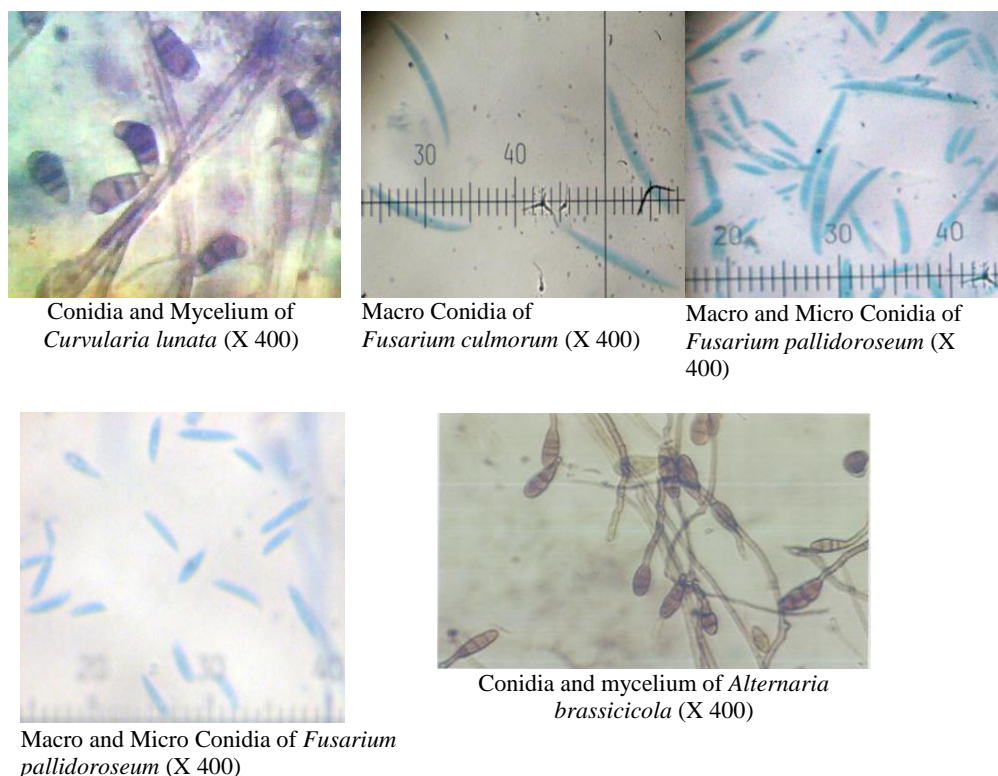 30 40
20 30 40
Conidia and Mycelium of
Curvularia lunata (X 400)
Macro Conidia of
Fusarium culmorum (X 400)
Macro and Micro Conidia of
Fusarium pallidoroseum (X
400)
20 30 40
Conidia and mycelium of Alternaria
brassicicola (X 400)
Macro and Micro Conidia of Fusarium
pallidoroseum (X 400)